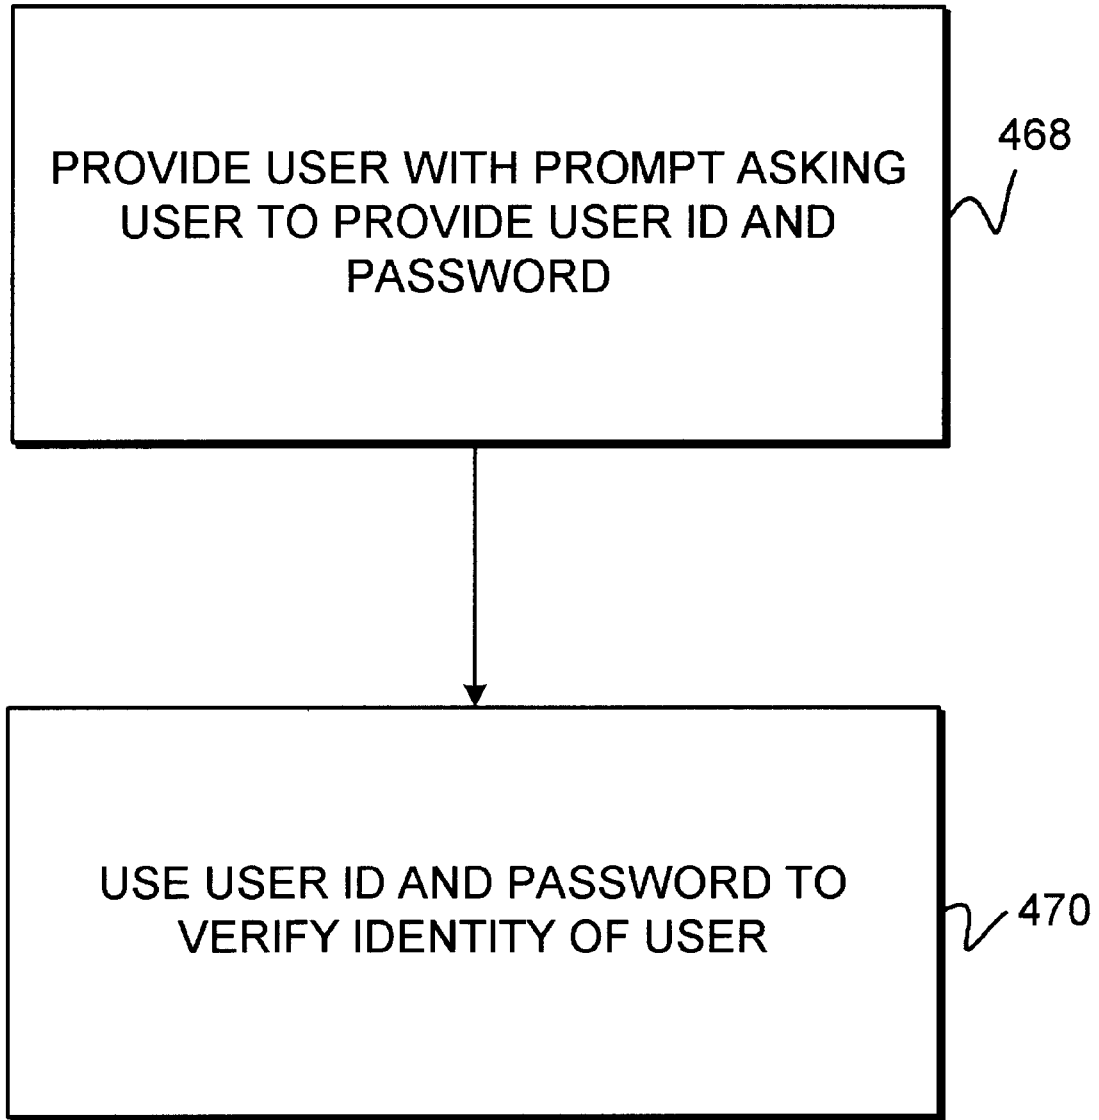 PROVIDE USER WITH PROMPT ASKING
USER TO PROVIDE USER ID AND
PASSWORD
468
USE USER ID AND PASSWORD TO
VERIFY IDENTITY OF USER
470